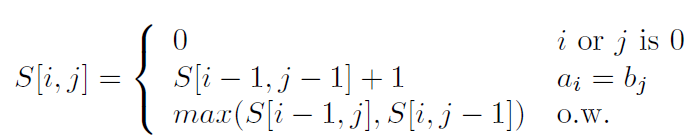 0 i or j is 0
S[i, j] = { S[i − 1, j − 1] + 1 a_i = b_j
max(S[i − 1, j], S[i, j − 1]) o.w.